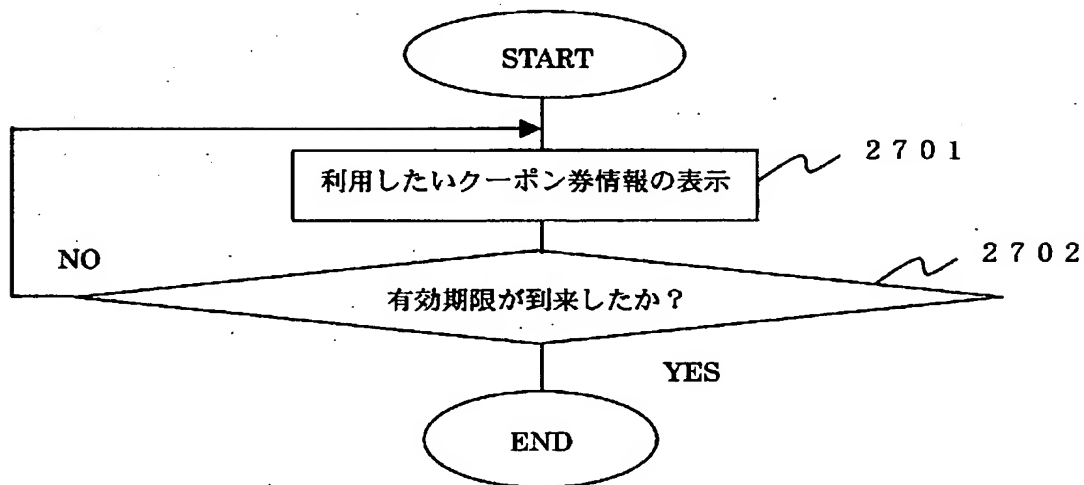 START
利用したいクーポン券情報の表示
２７０１
NO
有効期限が到来したか？
２７０２
YES
END